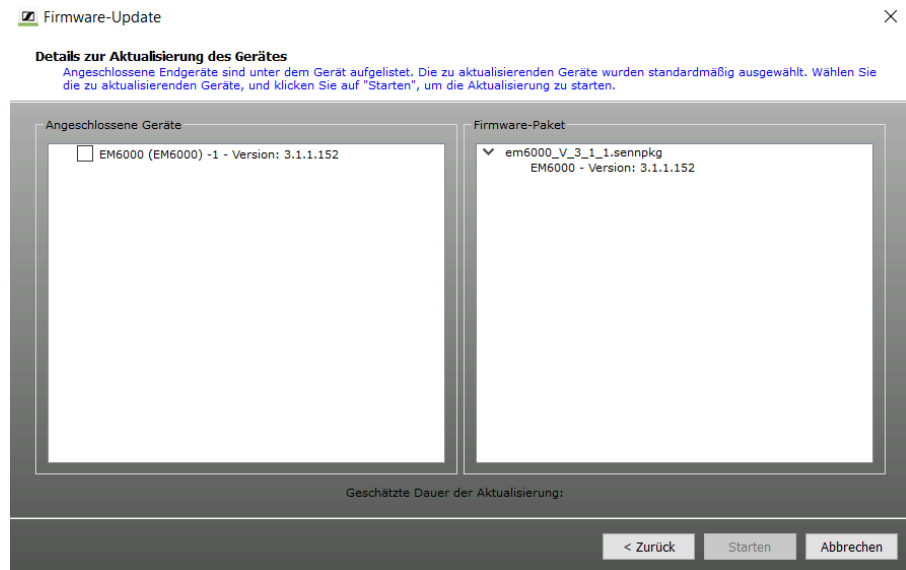 Firmware-Update
Details zur Aktualisierung des Gerätes
Angeschlossene Endgeräte sind unter dem Gerät aufgelistet. Die zu aktualisierenden Geräte wurden standardmäßig ausgewählt. Wählen Sie
die zu aktualisierenden Geräte, und klicken Sie auf "Starten", um die Aktualisierung zu starten.
Angeschlossene Geräte
EM6000 (EM6000) -1 - Version: 3.1.1.152
Firmware-Paket
em6000_V_3_1_1.sennpkg
EM6000 - Version: 3.1.1.152
Geschätzte Dauer der Aktualisierung:
< Zurück
Starten
Abbrechen